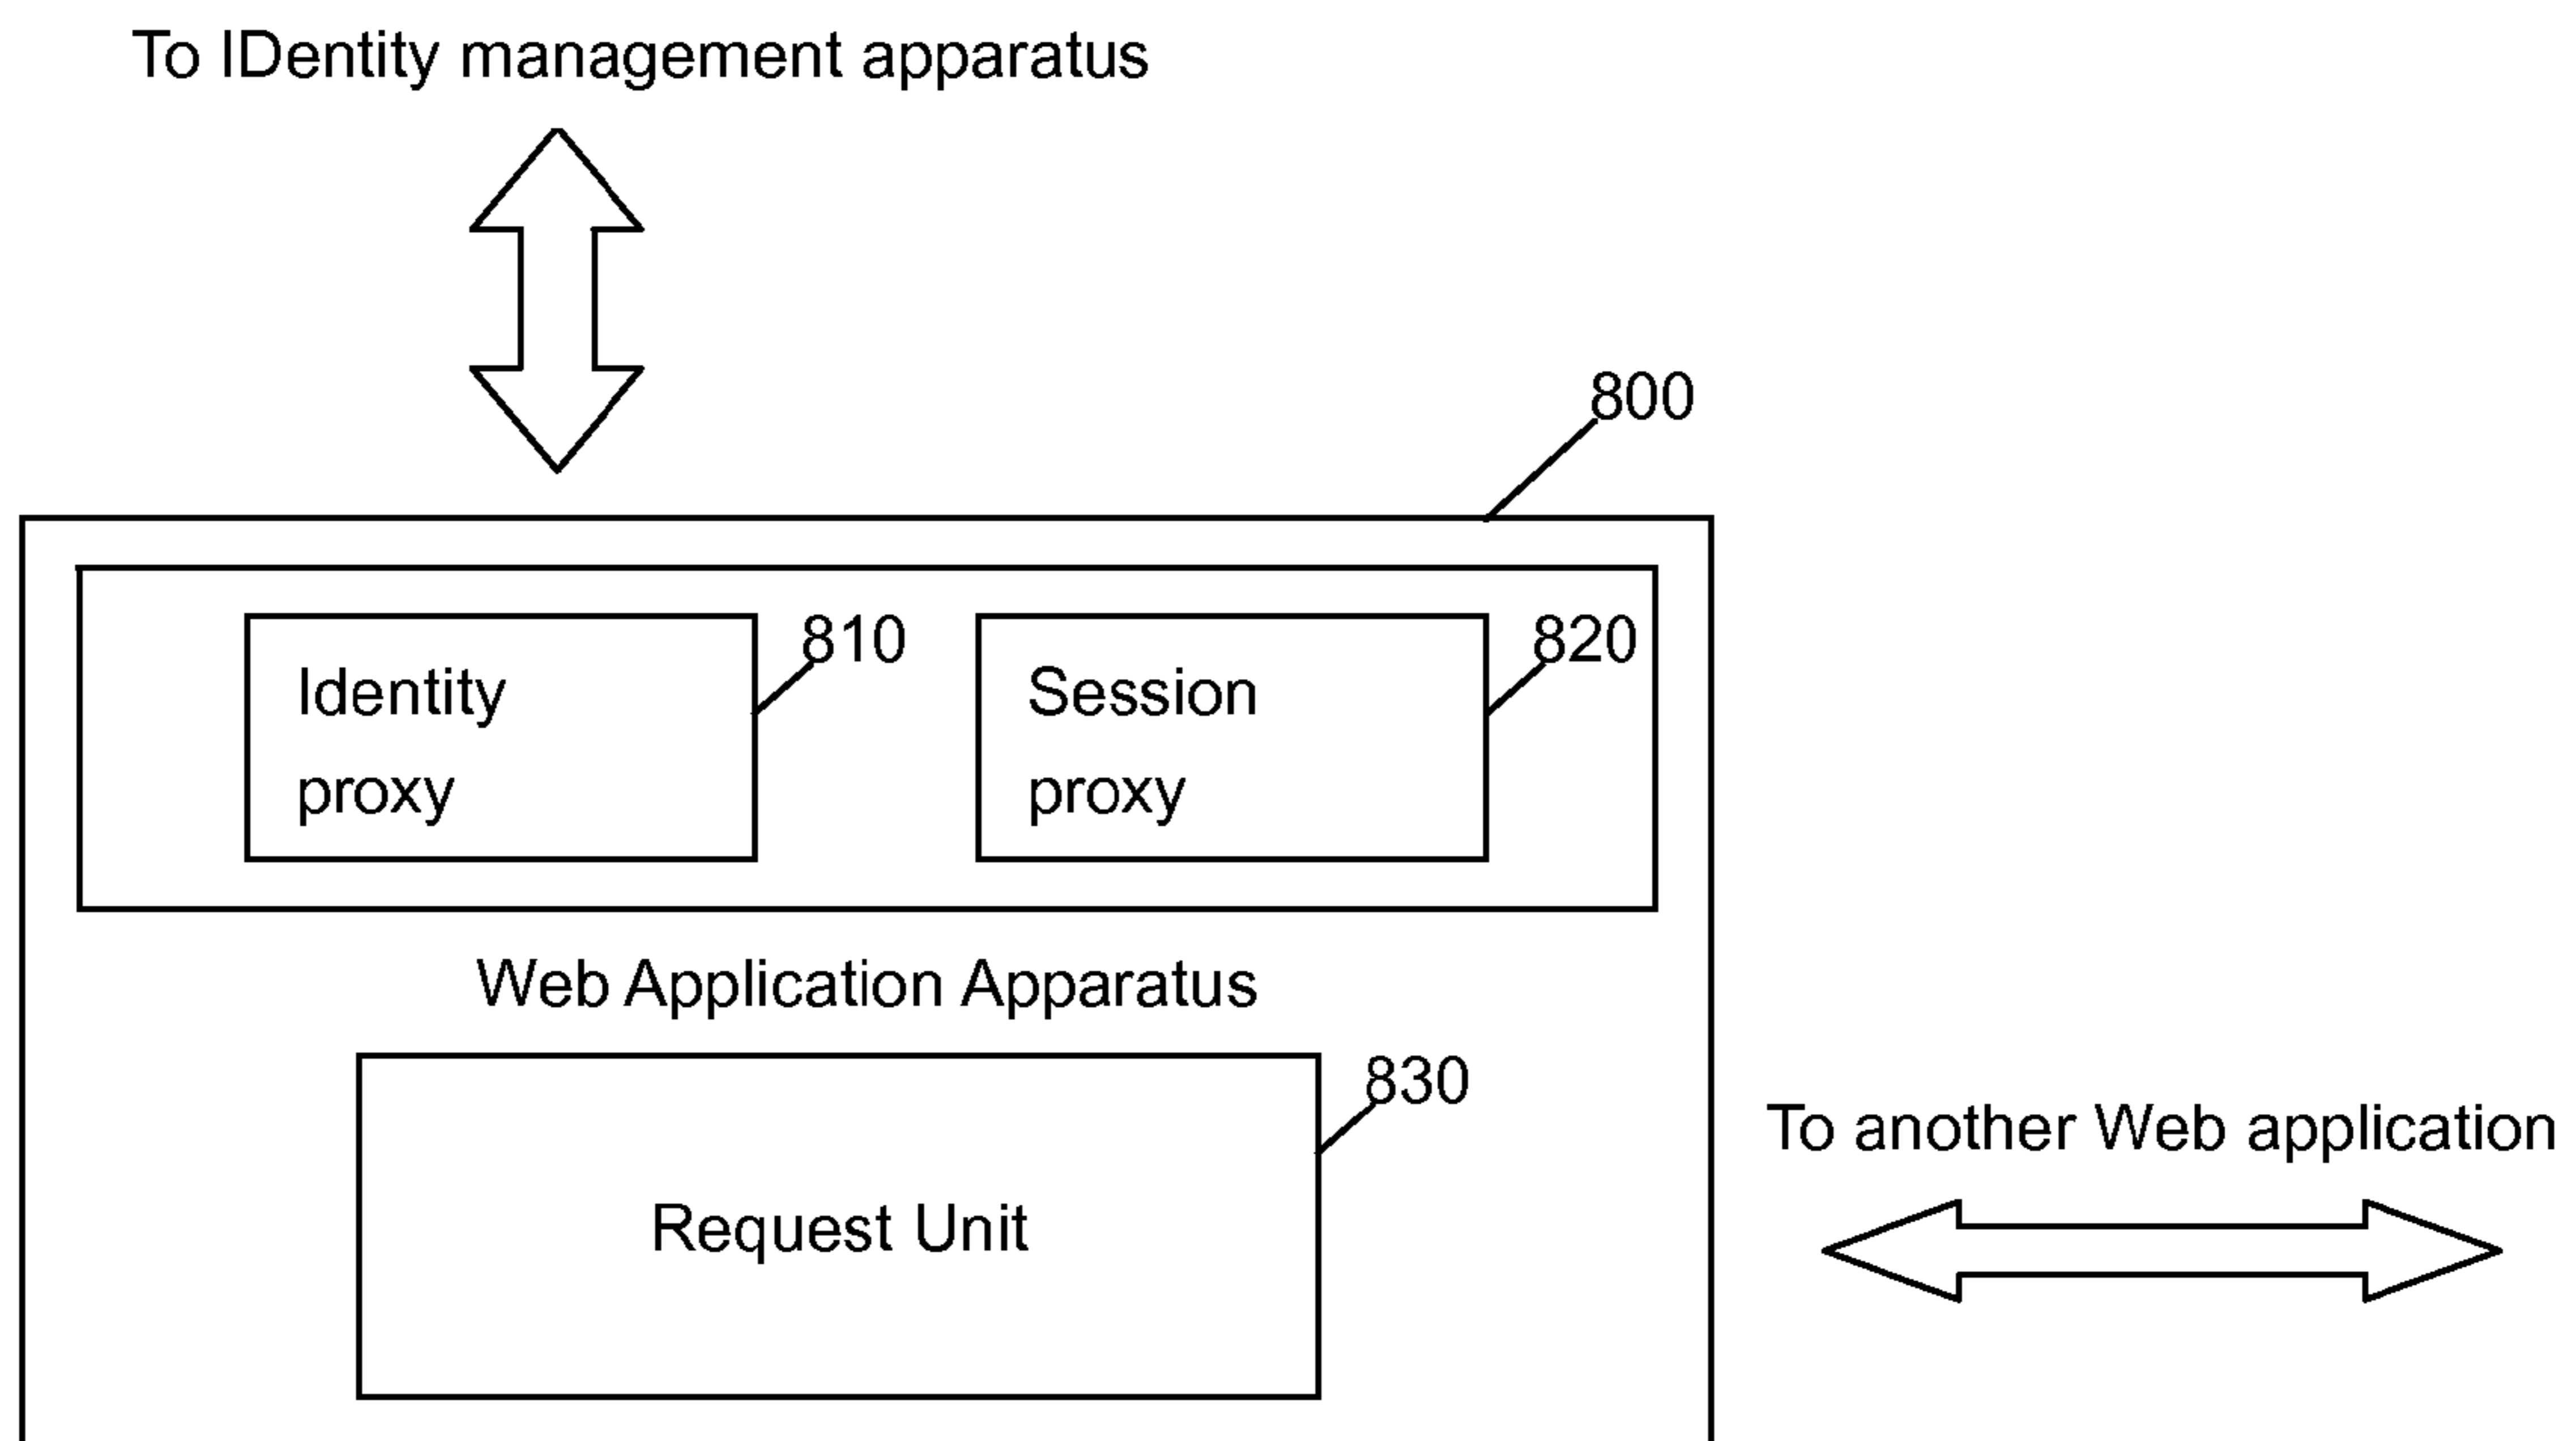 To IDentity management apparatus
800
810
820
Identity
proxy
Session
proxy
Web Application Apparatus
830
Request Unit
To another Web application